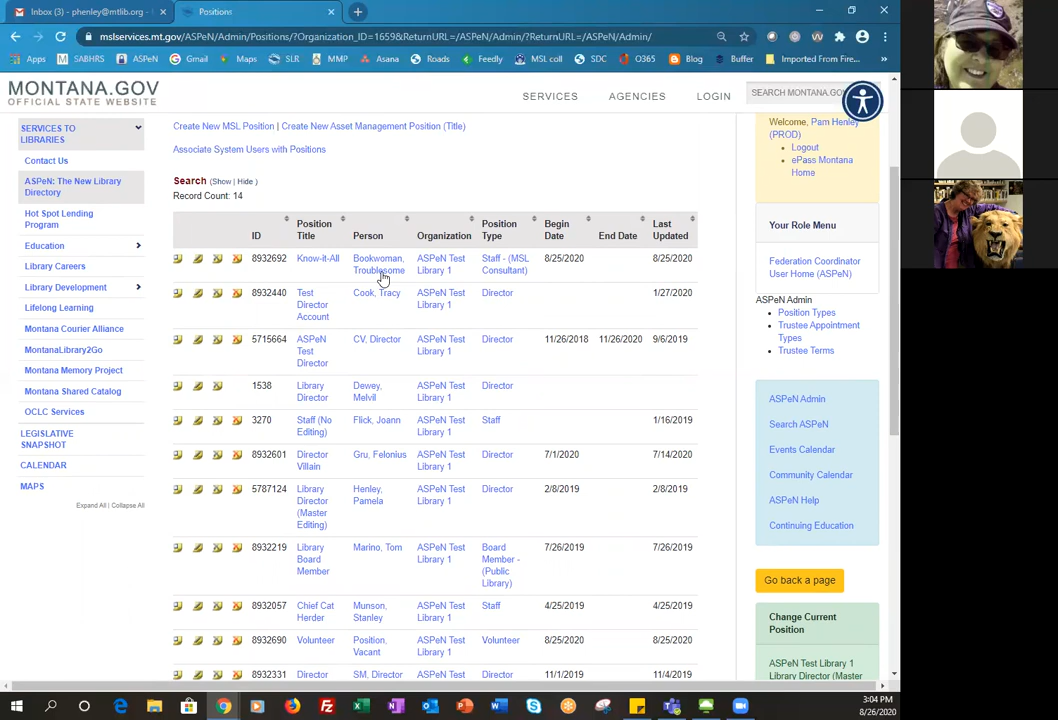 Inbox (3) - phenley@mtlib.org -
Positions
mslservices.mt.gov/ASPeN/Admin/Positions/?Organization_ID=1659&ReturnURL=/ASPeN/Admin/?ReturnURL=/ASPeN/Admin/
Apps SABHRS ASPeN Gmail Maps SLR MMP Asana Roads Feedly MSL coll SDC O365 Blog Buffer Imported From Fire... »
MONTANA.GOV
OFFICIAL STATE WEBSITE
SERVICES AGENCIES LOGIN
SEARCH MONTANA.GO
SERVICES TO
LIBRARIES
Contact Us
ASPeN: The New Library
Directory
Hot Spot Lending
Program
Education
Library Careers
Library Development
Lifelong Learning
Montana Courier Alliance
MontanaLibrary2Go
Montana Memory Project
Montana Shared Catalog
OCLC Services
LEGISLATIVE
SNAPSHOT
CALENDAR
MAPS
Expand All | Collapse All
Create New MSL Position | Create New Asset Management Position (Title)
Associate System Users with Positions
Search (Show | Hide )
Record Count: 14
ID
Position
Title
Person
Organization
Position
Type
Begin
Date
End Date
Last
Updated
8932692
Know-it-All
Bookwoman,
Troublesome
ASPeN Test
Library 1
Staff - (MSL
Consultant)
8/25/2020
8/25/2020
8932440
Test
Director
Account
Cook, Tracy
ASPeN Test
Library 1
Director
1/27/2020
5715664
ASPeN
Test
Director
CV, Director
ASPeN Test
Library 1
Director
11/26/2018
11/26/2020
9/6/2019
1538
Library
Director
Dewey,
Melvil
ASPeN Test
Library 1
Director
3270
Staff (No
Editing)
Flick, Joann
ASPeN Test
Library 1
Staff
1/16/2019
8932601
Director
Villain
Gru, Felonius
ASPeN Test
Library 1
Director
7/1/2020
7/14/2020
5787124
Library
Director
(Master
Editing)
Henley,
Pamela
ASPeN Test
Library 1
Director
2/8/2019
2/8/2019
8932219
Library
Board
Member
Marino, Tom
ASPeN Test
Library 1
Board
Member -
(Public
Library)
7/26/2019
7/26/2019
8932057
Chief Cat
Herder
Munson,
Stanley
ASPeN Test
Library 1
Staff
4/25/2019
4/25/2019
8932690
Volunteer
Position,
Vacant
ASPeN Test
Library 1
Volunteer
8/25/2020
8/25/2020
8932331
Director
SM, Director
ASPeN Test
Director
11/1/2019
11/4/2019
Welcome, Pam Henley
(PROD)
Logout
ePass Montana
Home
Your Role Menu
Federation Coordinator
User Home (ASPeN)
ASPeN Admin
Position Types
Trustee Appointment
Types
Trustee Terms
ASPeN Admin
Search ASPeN
Events Calendar
Community Calendar
ASPeN Help
Continuing Education
Go back a page
Change Current
Position
ASPeN Test Library 1
Library Director (Master
3:04 PM
8/26/2020